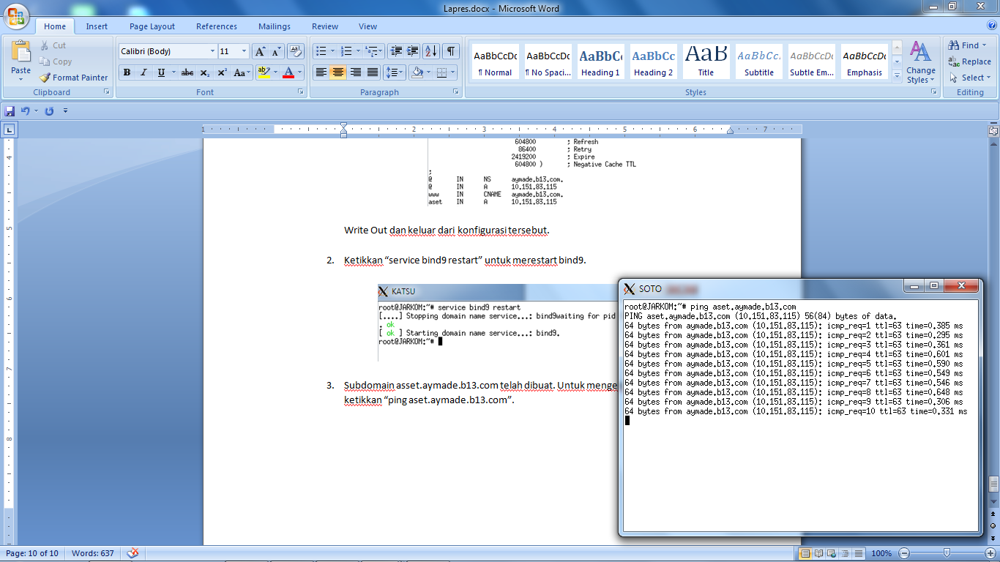 Lapres.docx - Microsoft Word
Home Insert Page Layout References Mailings Review View
Paste
Cut
Copy
Format Painter
Clipboard
Calibri (Body) 11
B I U abc x₂ x² Aa
Font
Paragraph
AaBbCcDc AaBbCcDc AaBbC AaBbCc AaB AaBbCc. AaBbCcDc AaBbCcDc
¶ Normal ¶ No Spaci... Heading 1 Heading 2 Title Subtitle Subtle Em... Emphasis
Change
Styles
Styles
Find
Replace
Select
Editing
1 1 2 3 4 5 6 7
604800 ; Refresh
86400 ; Retry
2419200 ; Expire
604800 ) ; Negative Cache TTL
;
@ IN NS aymade.b13.com.
@ IN A 10.151.83.115
www IN CNAME aymade.b13.com.
aset IN A 10.151.83.115
Write Out dan keluar dari konfigurasi tersebut.
2. Ketikkan “service bind9 restart” untuk merestart bind9.
KATSU
root@JARKOM:~# service bind9 restart
[....] Stopping domain name service...: bind9waiting for pid
. ok
[ ok ] Starting domain name service...: bind9.
root@JARKOM:~#
3. Subdomain asset.aymade.b13.com telah dibuat. Untuk menge
ketikkan “ping aset.aymade.b13.com”.
SOTO
root@JARKOM:~# ping aset.aymade.b13.com
PING aset.aymade.b13.com (10.151.83.115) 56(84) bytes of data.
64 bytes from aymade.b13.com (10.151.83.115): icmp_req=1 ttl=63 time=0.385 ms
64 bytes from aymade.b13.com (10.151.83.115): icmp_req=2 ttl=63 time=0.295 ms
64 bytes from aymade.b13.com (10.151.83.115): icmp_req=3 ttl=63 time=0.361 ms
64 bytes from aymade.b13.com (10.151.83.115): icmp_req=4 ttl=63 time=0.601 ms
64 bytes from aymade.b13.com (10.151.83.115): icmp_req=5 ttl=63 time=0.590 ms
64 bytes from aymade.b13.com (10.151.83.115): icmp_req=6 ttl=63 time=0.549 ms
64 bytes from aymade.b13.com (10.151.83.115): icmp_req=7 ttl=63 time=0.546 ms
64 bytes from aymade.b13.com (10.151.83.115): icmp_req=8 ttl=63 time=0.648 ms
64 bytes from aymade.b13.com (10.151.83.115): icmp_req=9 ttl=63 time=0.306 ms
64 bytes from aymade.b13.com (10.151.83.115): icmp_req=10 ttl=63 time=0.331 ms
4
5
6
7
8
Page: 10 of 10 Words: 637 100%